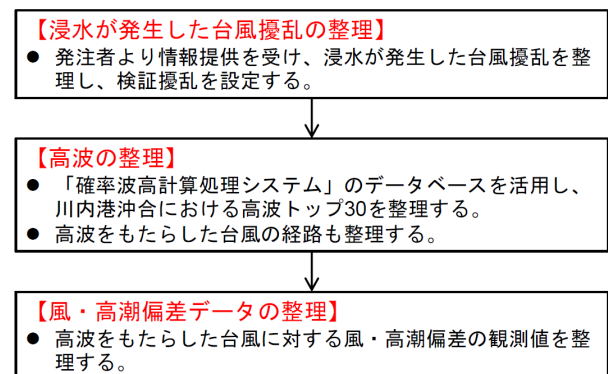 【浸水が発生した台風擾乱の整理】
● 発注者より情報提供を受け、浸水が発生した台風擾乱を整
理し、検証擾乱を設定する。
【高波の整理】
● 「確率波高計算処理システム」のデータベースを活用し、
川内港沖合における高波トップ30を整理する。
● 高波をもたらした台風の経路も整理する。
【風・高潮偏差データの整理】
● 高波をもたらした台風に対する風・高潮偏差の観測値を整
理する。